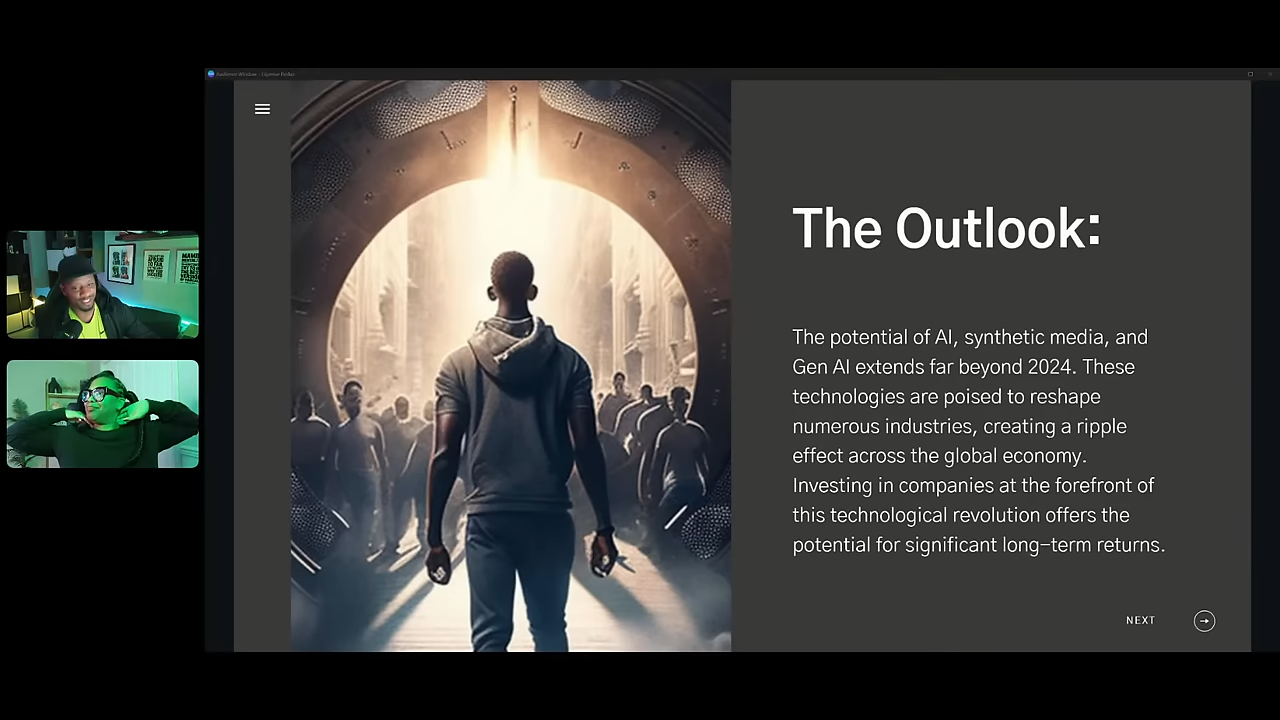 The Outlook:
The potential of AI, synthetic media, and
Gen AI extends far beyond 2024. These
technologies are poised to reshape
numerous industries, creating a ripple
effect across the global economy.
Investing in companies at the forefront of
this technological revolution offers the
potential for significant long-term returns.
NEXT